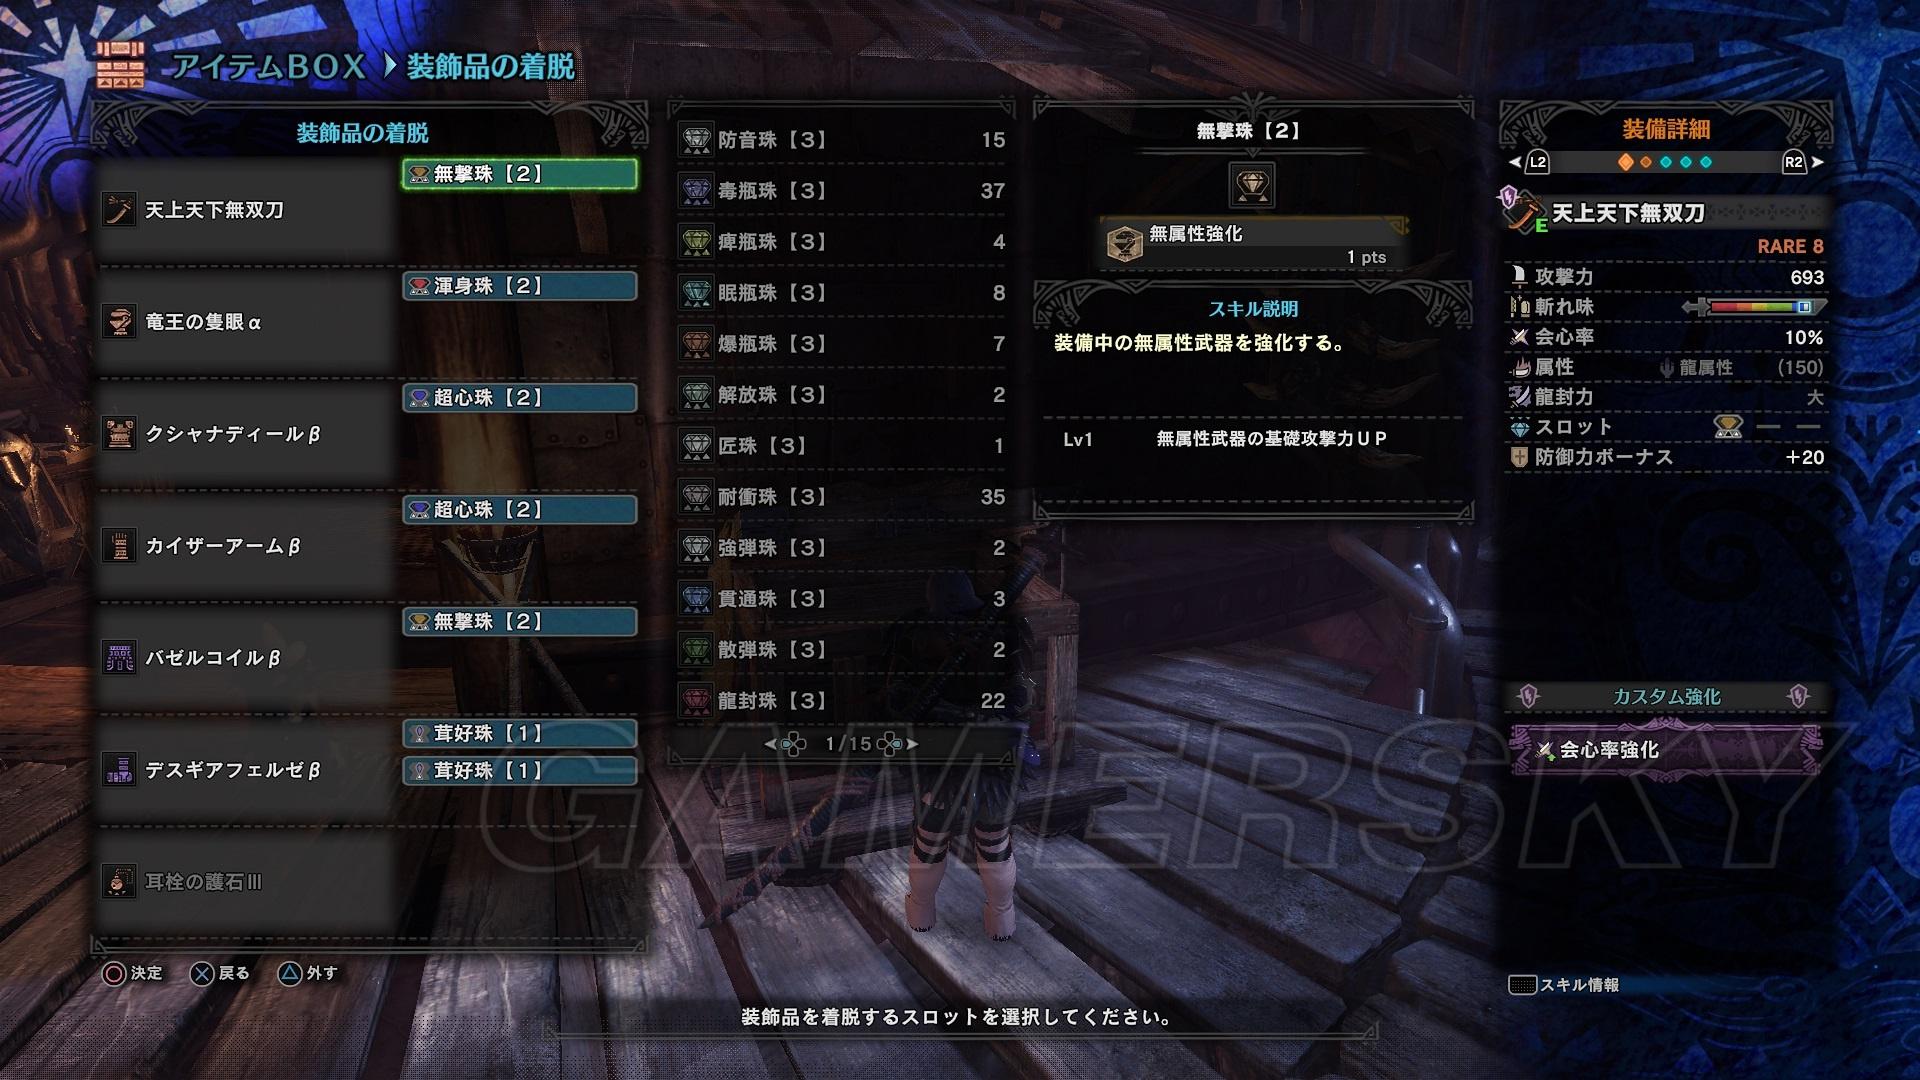 アイテムBOX 装飾品の着脱
装飾品の着脱
天上天下無双刀
無撃珠【2】
竜王の隻眼α
渾身珠【2】
クシャナディールβ
超心珠【2】
カイザーアームβ
超心珠【2】
バゼルコイルβ
無撃珠【2】
デスギアフェルゼβ
茸好珠【1】
茸好珠【1】
耳栓の護石Ⅲ
決定 戻る 外す
防音珠【3】 15
毒瓶珠【3】 37
痺瓶珠【3】 4
眠瓶珠【3】 8
爆瓶珠【3】 7
解放珠【3】 2
匠珠【3】 1
耐衝珠【3】 35
強弾珠【3】 2
貫通珠【3】 3
散弾珠【3】 2
龍封珠【3】 22
1/15
無撃珠【2】
無属性強化
1 pts
スキル説明
装備中の無属性武器を強化する。
Lv1 無属性武器の基礎攻撃力UP
装備詳細
L2 R2
天上天下無双刀
E
RARE 8
攻撃力 693
斬れ味
会心率 10%
属性 龍属性 (150)
龍封力 大
スロット
防御力ボーナス +20
カスタム強化
会心率強化
スキル情報
装飾品を着脱するスロットを選択してください。
GAMERSKY